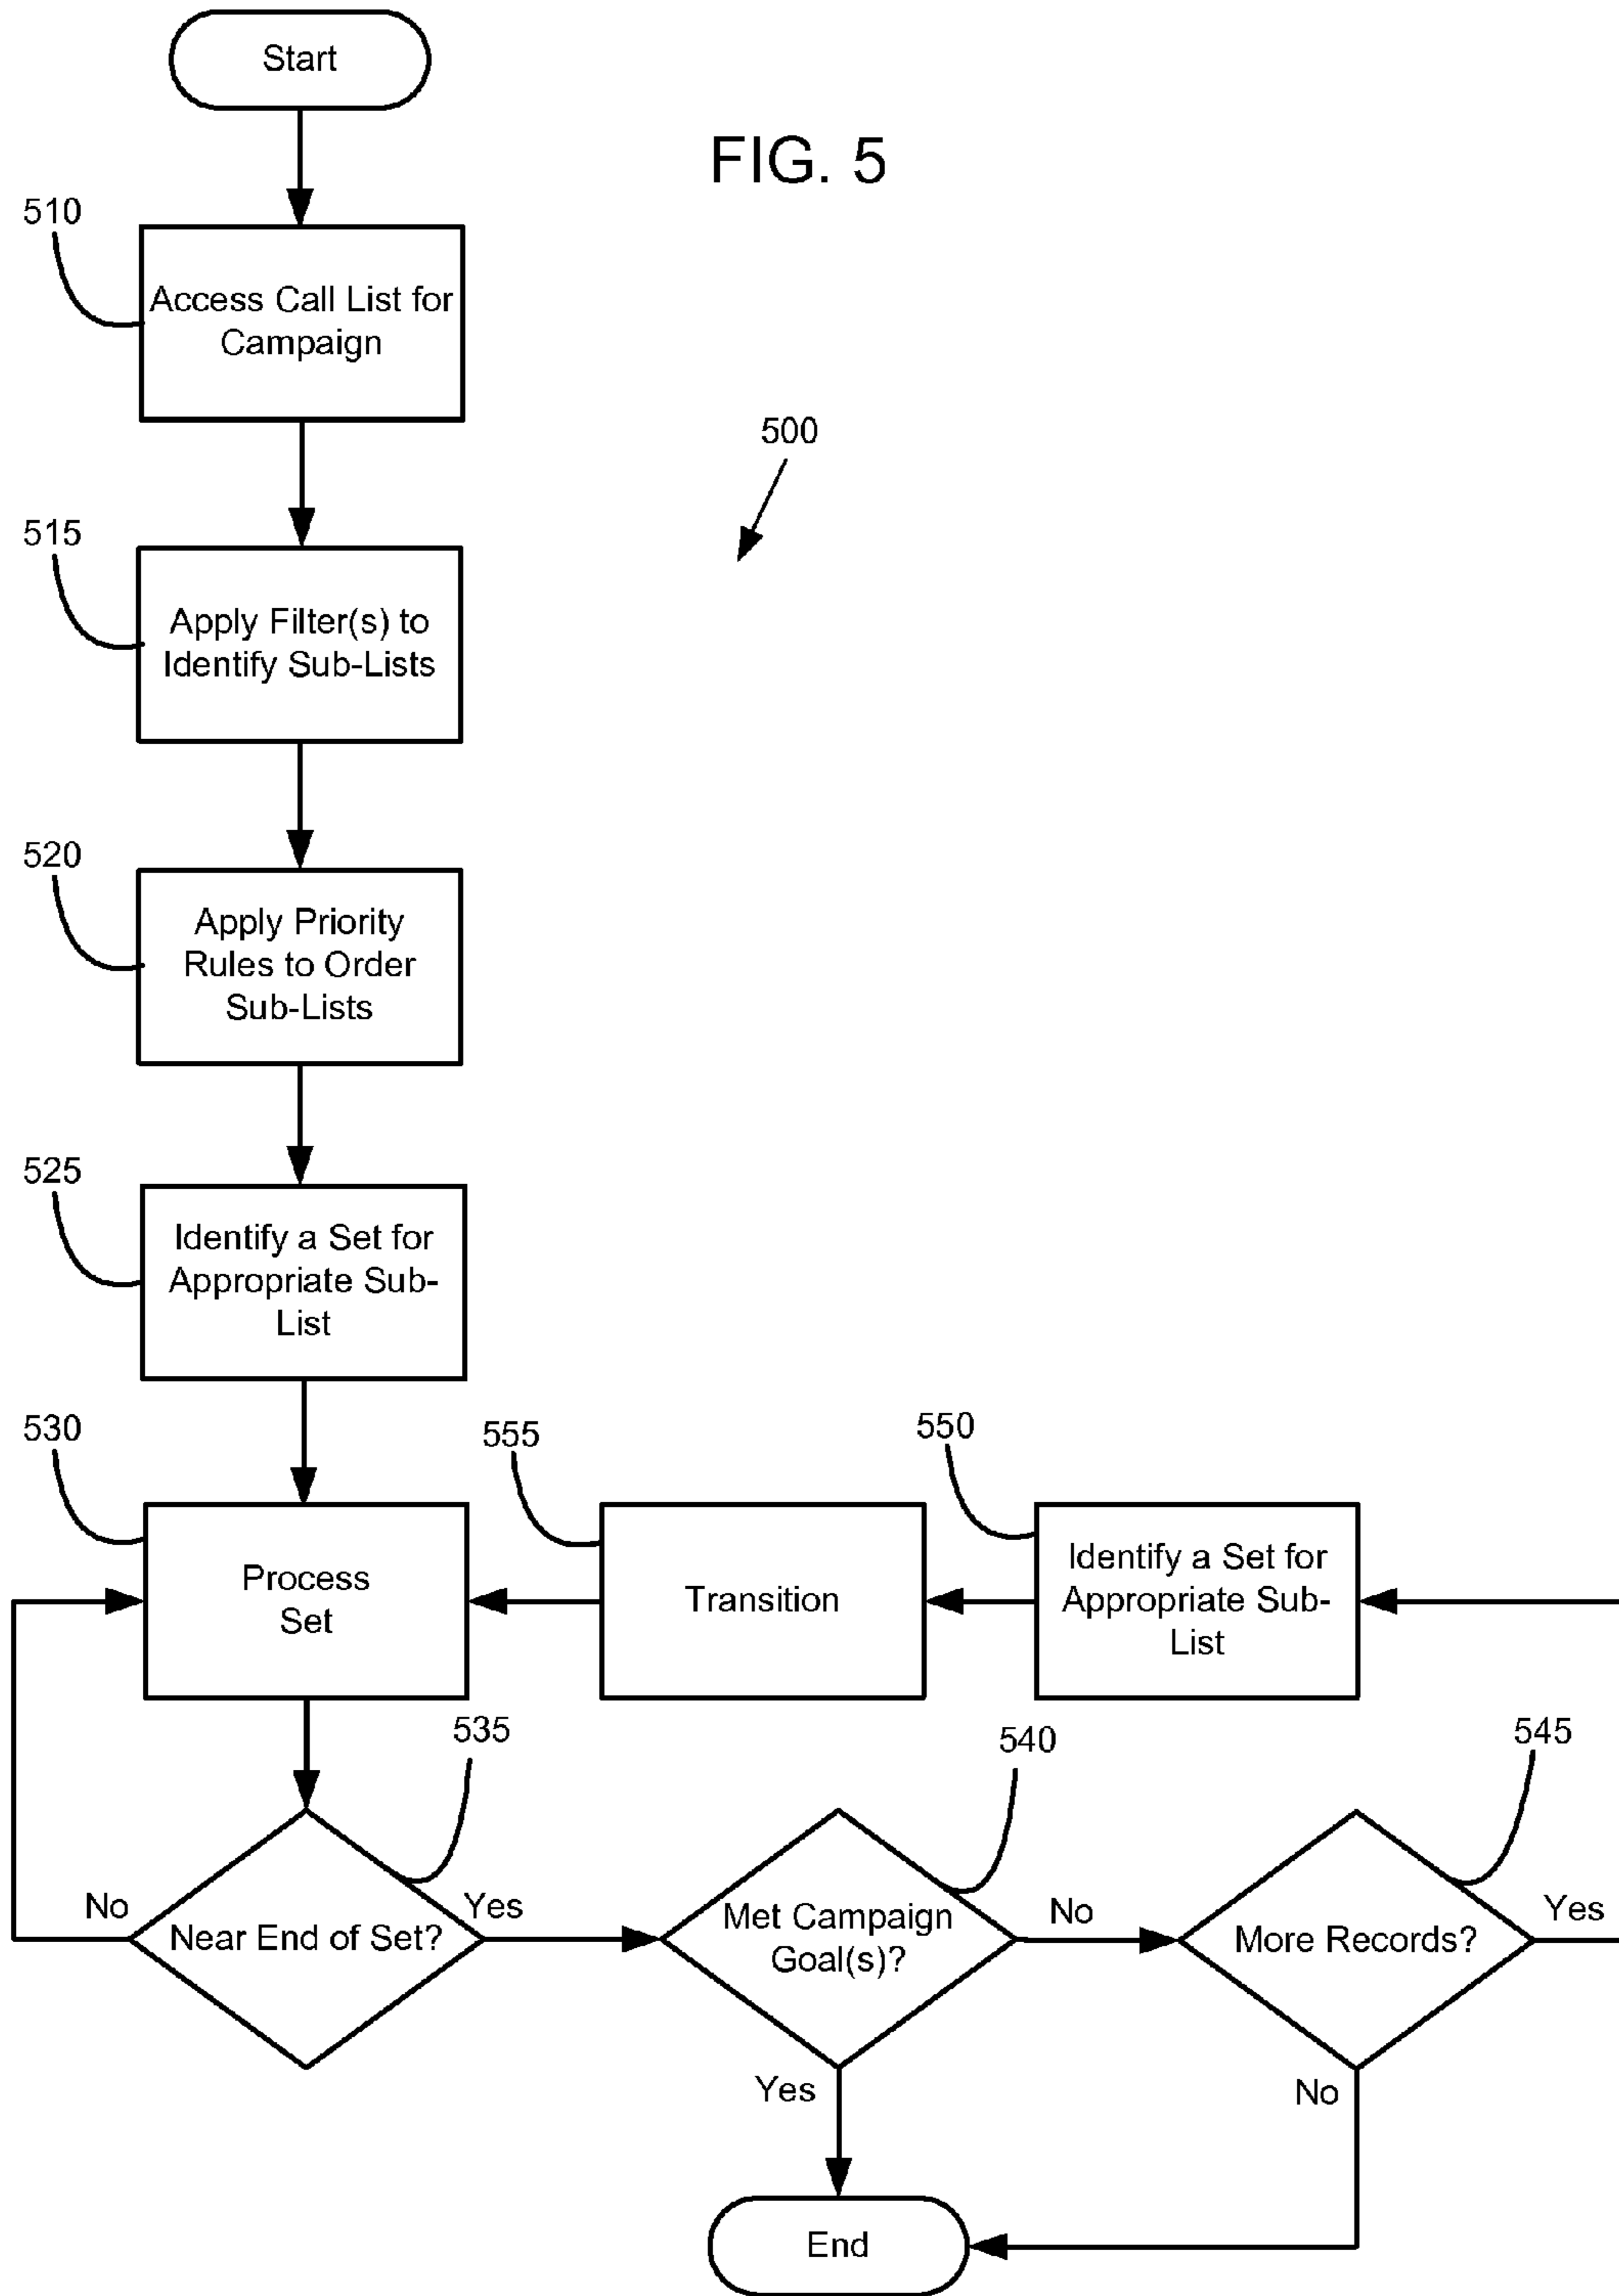 Start
FIG. 5
510
Access Call List for
Campaign
500
515
Apply Filter(s) to
Identify Sub-Lists
520
Apply Priority
Rules to Order
Sub-Lists
525
Identify a Set for
Appropriate Sub-
List
530
555
550
Process
Set
Transition
Identify a Set for
Appropriate Sub-
List
535
540
545
No
Near End of Set?
Yes
Met Campaign
Goal(s)?
No
More Records?
Yes
Yes
No
End